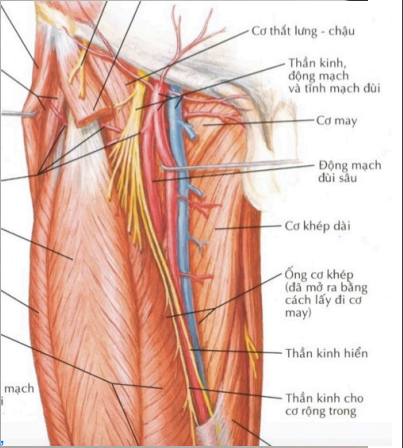 Cơ thắt lưng - chậu
Thần kinh,
động mạch
và tĩnh mạch đùi
Cơ may
Động mạch
đùi sâu
Cơ khép dài
Ống cơ khép
(đã mở ra bằng
cách lấy đi cơ
may)
Thần kinh hiển
mạch
i
Thần kinh cho
cơ rộng trong